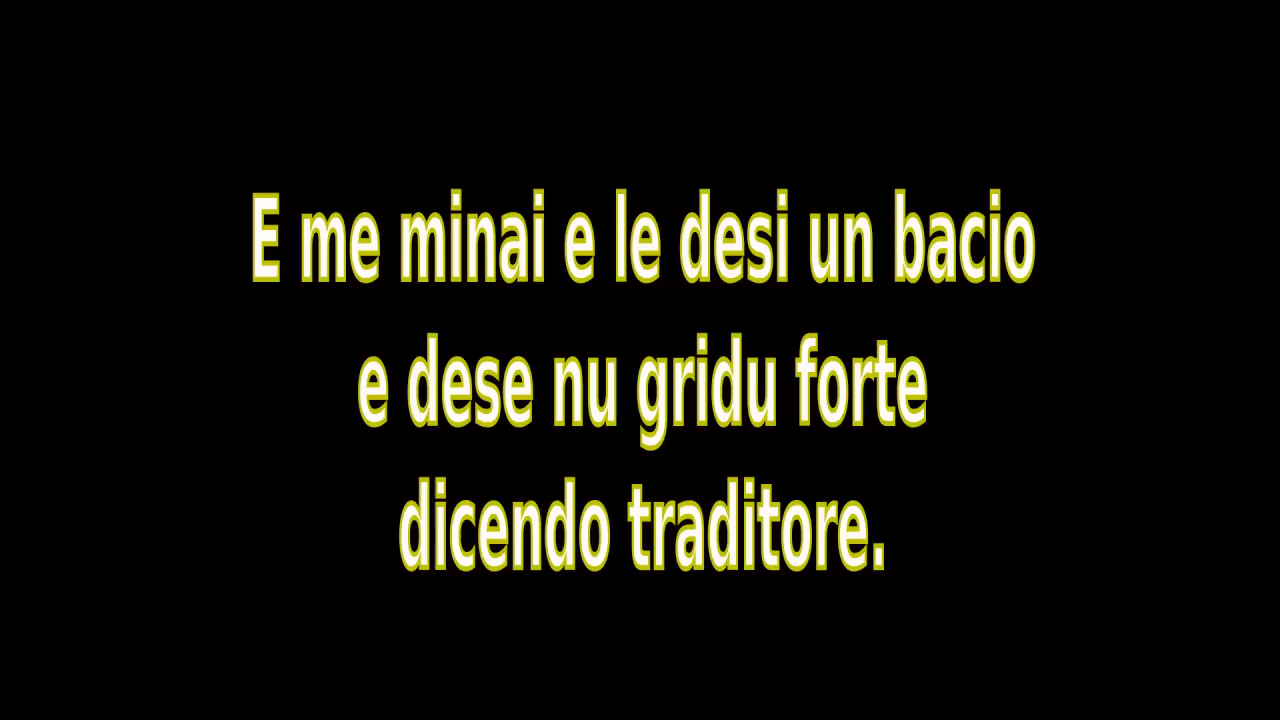 E me minai e le desi un bacio
e dese nu gridu forte
dicendo traditore.